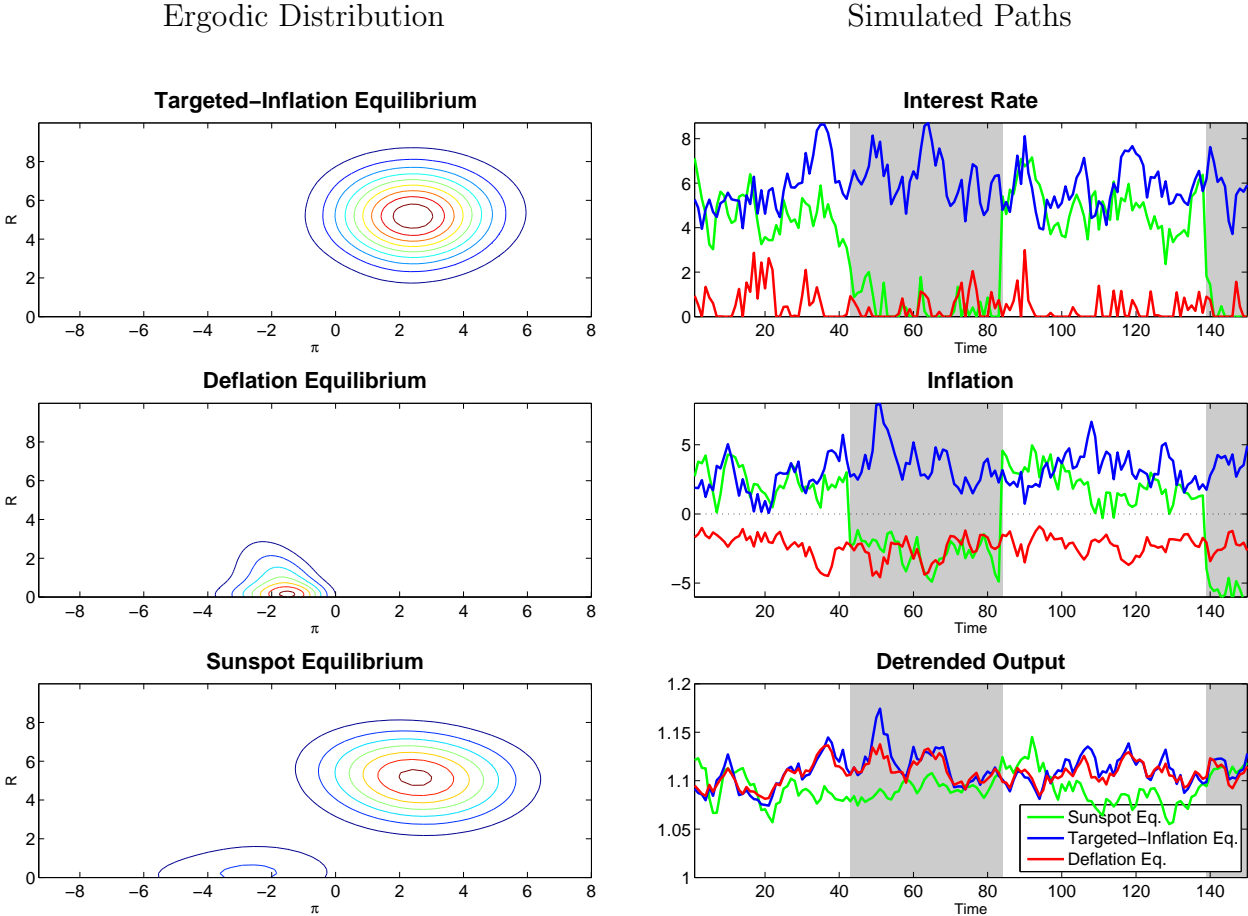 Ergodic Distribution
Simulated Paths
Targeted−Inflation Equilibrium
R
8
6
4
2
0
−8 −6 −4 −2 0 2 4 6 8
π
Interest Rate
8
6
4
2
0
20 40 60 80 100 120 140
Time
Deflation Equilibrium
R
8
6
4
2
0
−8 −6 −4 −2 0 2 4 6 8
π
Inflation
5
0
−5
20 40 60 80 100 120 140
Time
Sunspot Equilibrium
R
8
6
4
2
0
−8 −6 −4 −2 0 2 4 6 8
π
Detrended Output
1.2
1.15
1.1
1.05
1
20 40 60 80 100 120 140
Time
Sunspot Eq.
Targeted−Inflation Eq.
Deflation Eq.